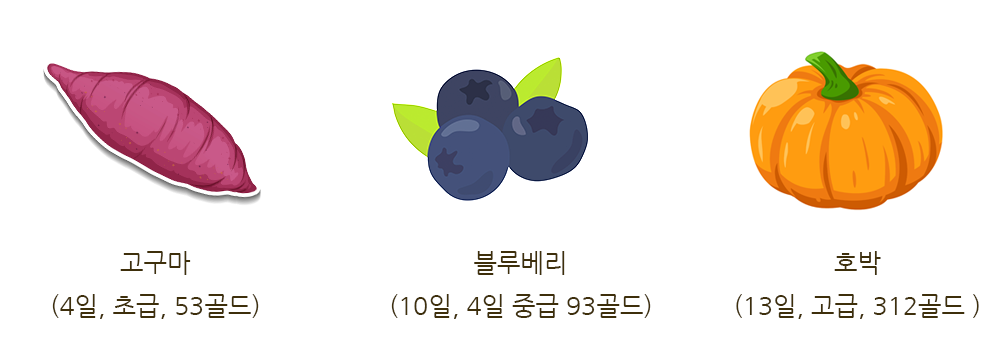 고구마
(4일, 초급, 53골드)
블루베리
(10일, 4일 중급 93골드)
호박
(13일, 고급, 312골드 )